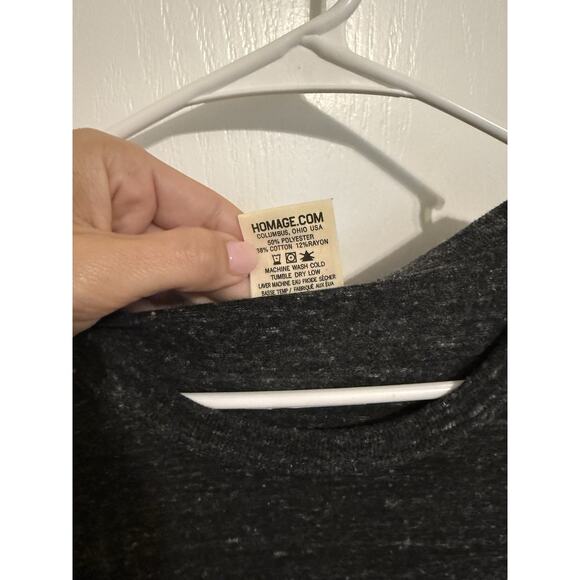 HOMAGE.COM
COLUMBUS, OHIO USA
50% POLYESTER
38% COTTON 12%RAYON
MACHINE WASH COLD
TUMBLE DRY LOW
LAVER MACHINE EAU FROIDE SÉCHER
BASSE TEMP / FABRIQUÉ AUX ÉUA